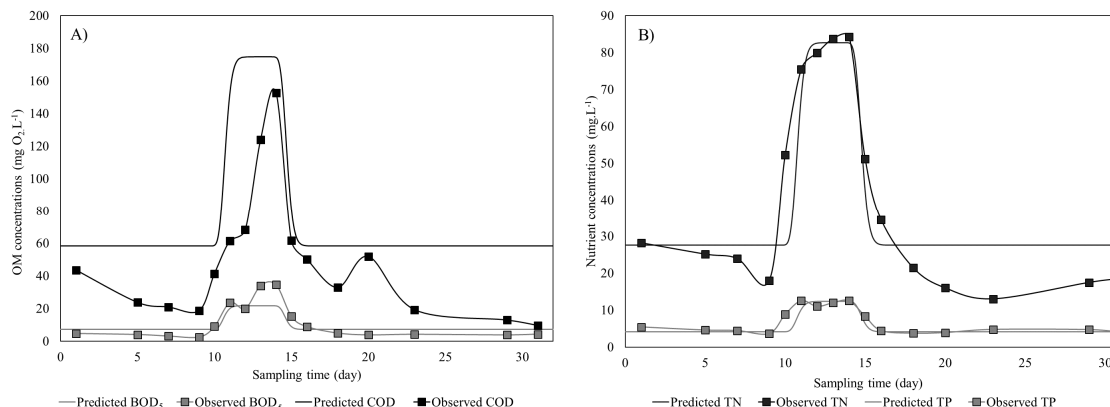 A)
OM concentrations (mg O₂.L⁻¹)
200
180
160
140
120
100
80
60
40
20
0
0 5 10 15 20 25 30
Sampling time (day)
Predicted BOD₅ Observed BOD₅ Predicted COD Observed COD
B)
Nutrient concentrations (mg.L⁻¹)
90
80
70
60
50
40
30
20
10
0
0 5 10 15 20 25 30
Sampling time (day)
Predicted TN Observed TN Predicted TP Observed TP